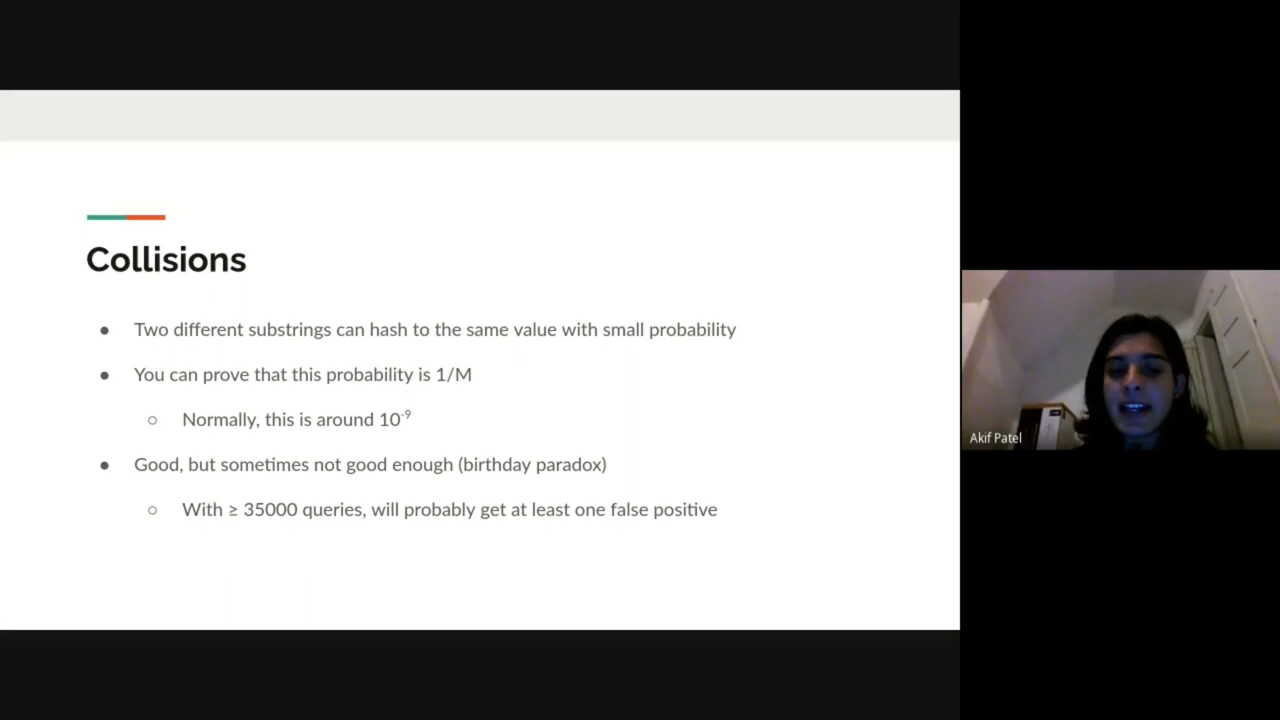 Collisions
● Two different substrings can hash to the same value with small probability
● You can prove that this probability is 1/M
○ Normally, this is around 10⁻⁹
● Good, but sometimes not good enough (birthday paradox)
○ With ≥ 35000 queries, will probably get at least one false positive
Akif Patel